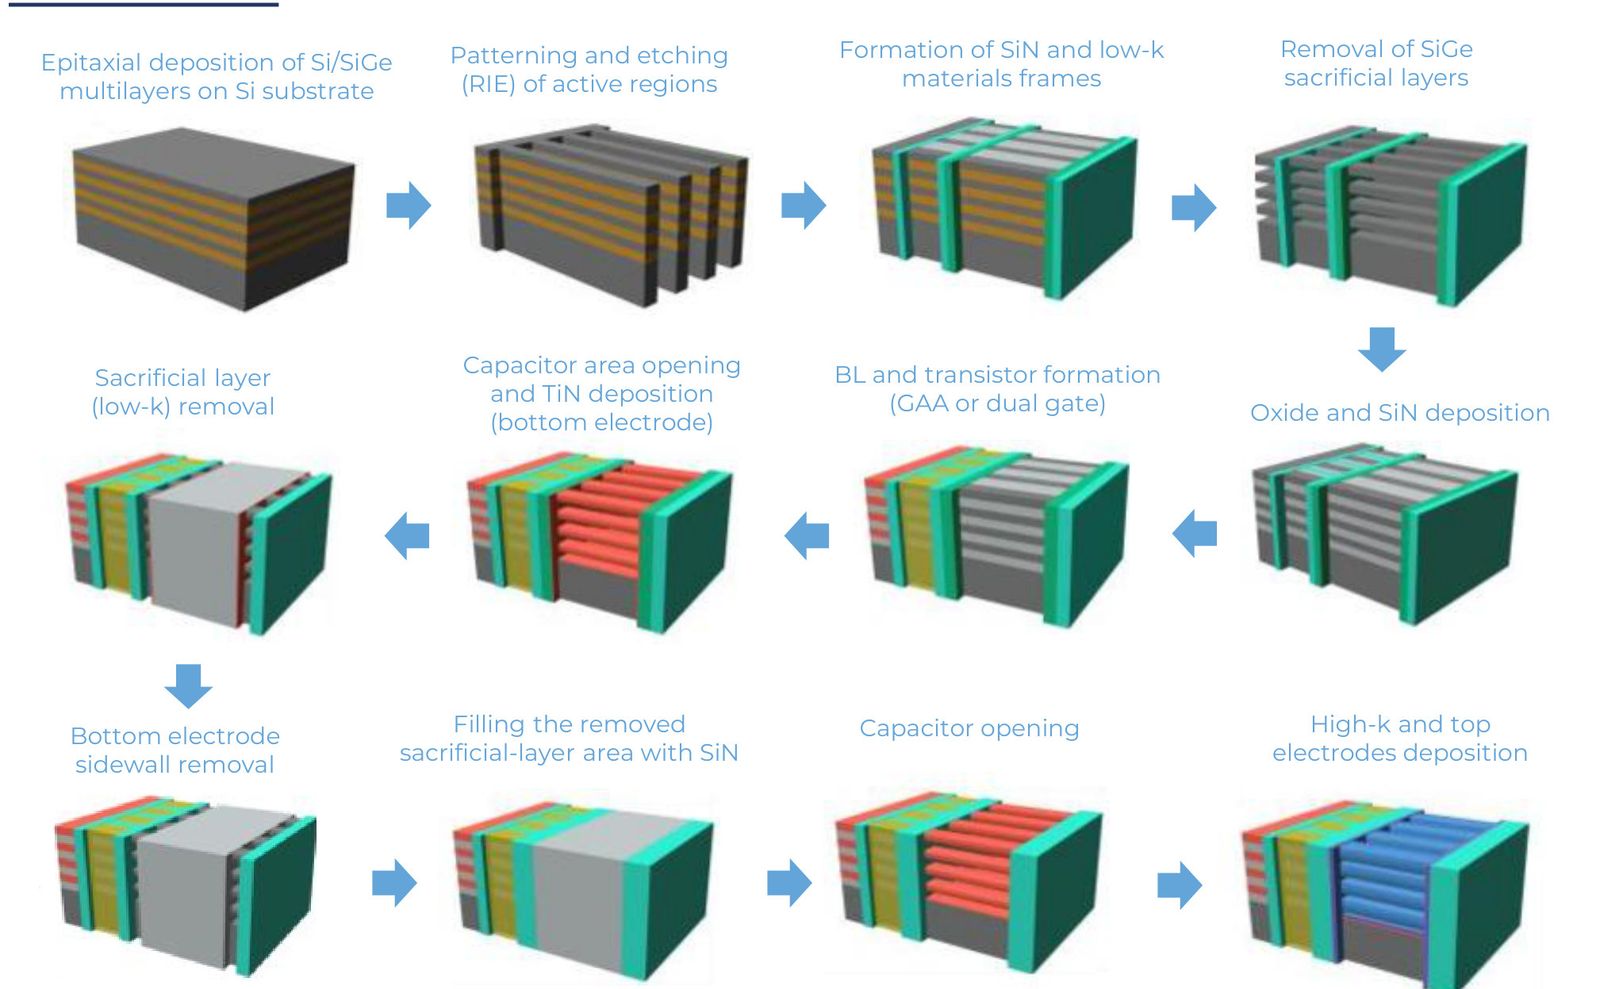 Epitaxial deposition of Si/SiGe
multilayers on Si substrate
Patterning and etching
(RIE) of active regions
Formation of SiN and low-k
materials frames
Removal of SiGe
sacrificial layers
Oxide and SiN deposition
BL and transistor formation
(GAA or dual gate)
Capacitor area opening
and TiN deposition
(bottom electrode)
Sacrificial layer
(low-k) removal
Bottom electrode
sidewall removal
Filling the removed
sacrificial-layer area with SiN
Capacitor opening
High-k and top
electrodes deposition